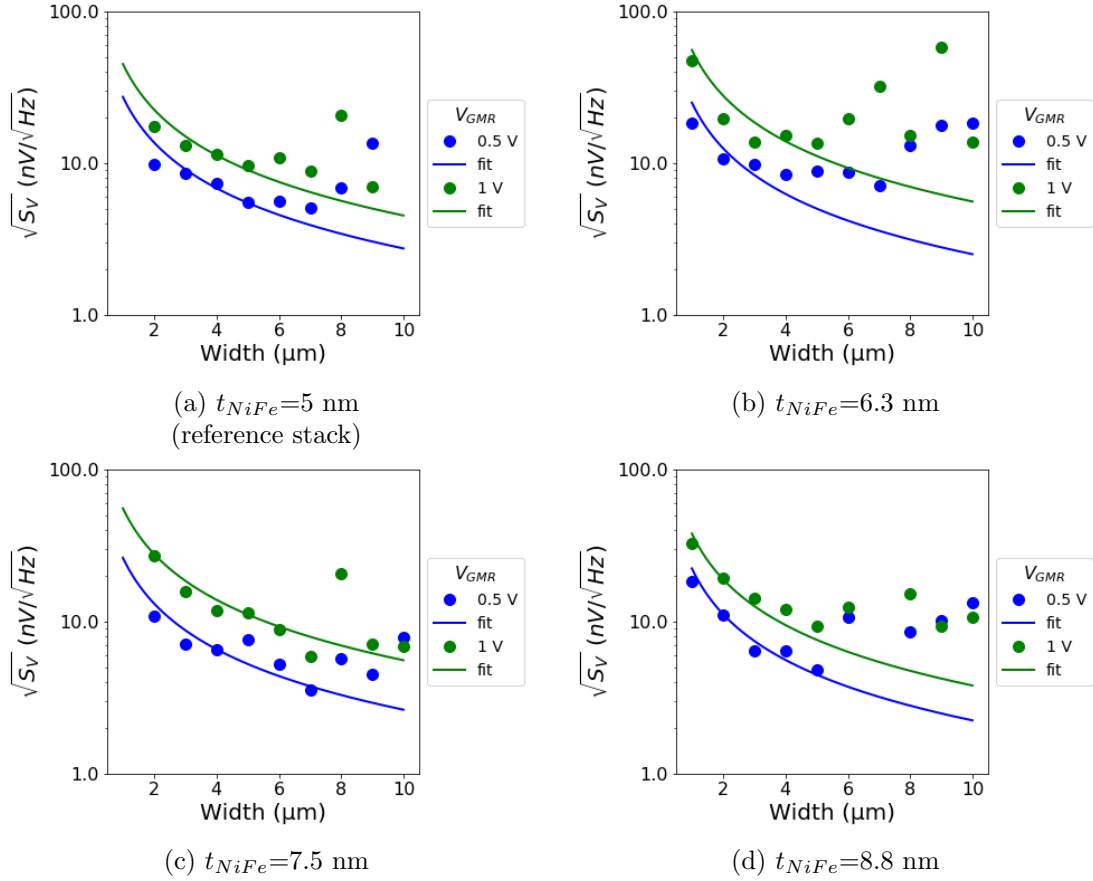 100.0
10.0
1.0
√S_V (nV/√Hz)
2 4 6 8 10
Width (μm)
V_GMR
0.5 V
fit
1 V
fit
(a) t_NiFe=5 nm
(reference stack)
100.0
10.0
1.0
√S_V (nV/√Hz)
2 4 6 8 10
Width (μm)
V_GMR
0.5 V
fit
1 V
fit
(b) t_NiFe=6.3 nm
100.0
10.0
1.0
√S_V (nV/√Hz)
2 4 6 8 10
Width (μm)
V_GMR
0.5 V
fit
1 V
fit
(c) t_NiFe=7.5 nm
100.0
10.0
1.0
√S_V (nV/√Hz)
2 4 6 8 10
Width (μm)
V_GMR
0.5 V
fit
1 V
fit
(d) t_NiFe=8.8 nm